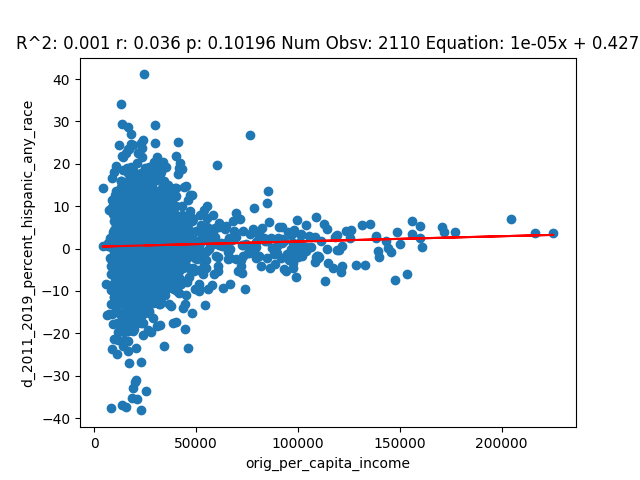 R^2: 0.001 r: 0.036 p: 0.10196 Num Obsv: 2110 Equation: 1e-05x + 0.427
d_2011_2019_percent_hispanic_any_race
40
30
20
10
0
−10
−20
−30
−40
0 50000 100000 150000 200000
orig_per_capita_income